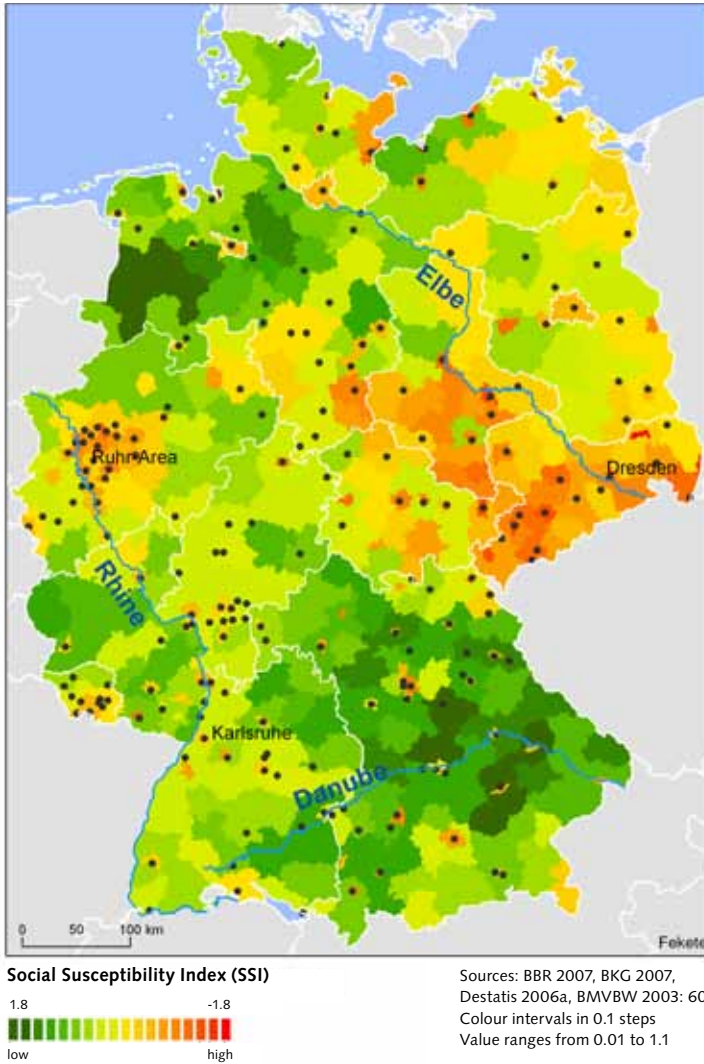 Elbe
Ruhr Area
Dresden
Rhine
Karlsruhe
Danube
0 50 100 km
Fekete
Social Susceptibility Index (SSI)
1.8 -1.8
low high
Sources: BBR 2007, BKG 2007,
Destatis 2006a, BMVBW 2003: 60
Colour intervals in 0.1 steps
Value ranges from 0.01 to 1.1